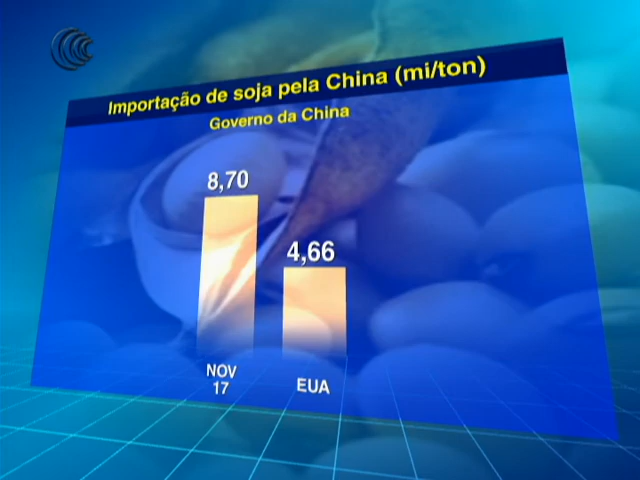 Importação de soja pela China (mi/ton)
Governo da China
8,70
4,66
NOV
17
EUA